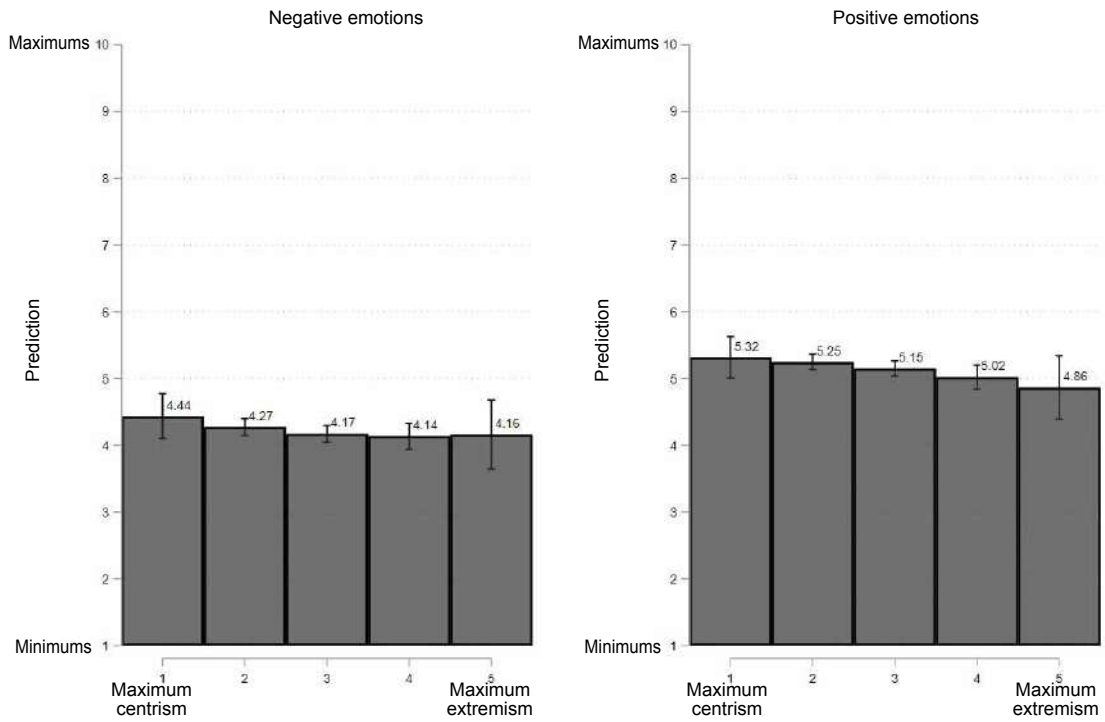 Negative emotions
Maximums 10
9
8
7
6
5
4
3
2
Minimums 1
Prediction
4.44
4.27
4.17
4.14
4.16
1 2 3 4 5
Maximum centrism
Maximum extremism
Positive emotions
Maximums 10
9
8
7
6
5
4
3
2
Minimums 1
Prediction
5.32
5.25
5.15
5.02
4.86
1 2 3 4 5
Maximum centrism
Maximum extremism